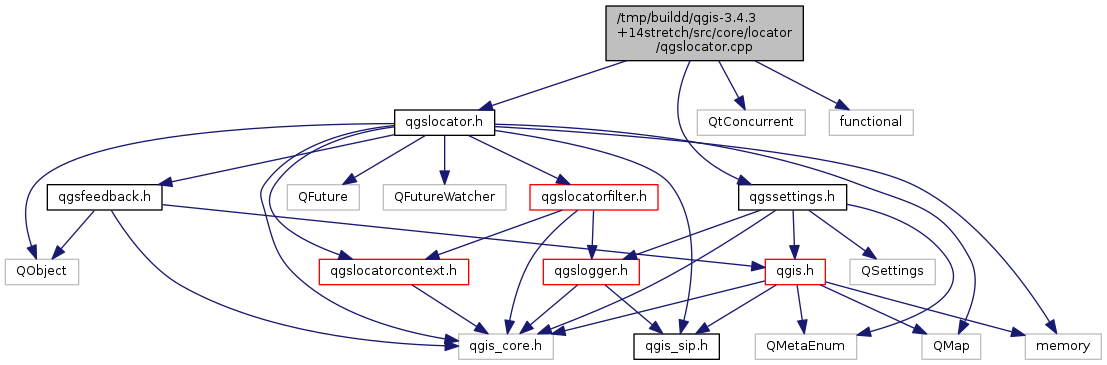 /tmp/buildd/qgis-3.4.3
+14stretch/src/core/locator
/qgslocator.cpp
qgslocator.h
QtConcurrent
functional
qgsfeedback.h
QFuture
QFutureWatcher
qgslocatorfilter.h
qgssettings.h
QObject
qgslocatorcontext.h
qgslogger.h
qgis.h
QSettings
qgis_core.h
qgis_sip.h
QMetaEnum
QMap
memory